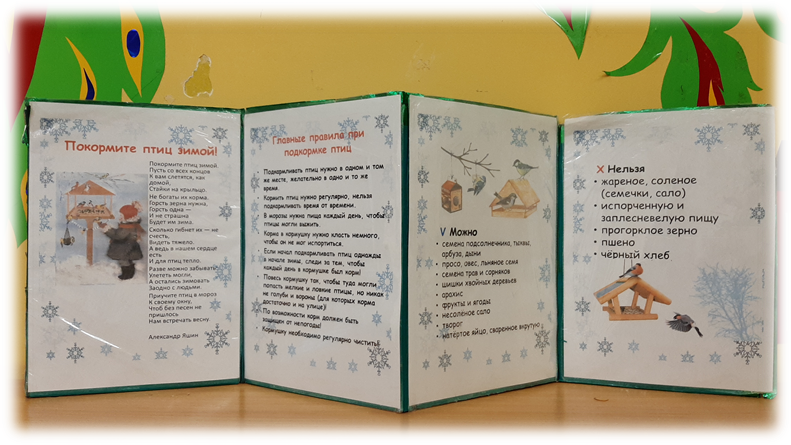 Покормите птиц зимой!
Покормите птиц зимой.
Пусть со всех концов
К вам слетятся, как
домой,
Стайки на крыльцо.
Не богаты их корма.
Горсть зерна нужна,
Горсть одна —
И не страшна
Будет им зима.
Сколько гибнет их — не
счесть,
Видеть тяжело.
А ведь в нашем сердце
есть
И для птиц тепло.
Разве можно забывать:
Улететь могли,
А остались зимовать
Заодно с людьми.
Приучите птиц в мороз
К своему окну,
Чтоб без песен не
пришлось
Нам встречать весну.
Александр Яшин
Главные правила при
подкормке птиц
• Подкармливать птиц нужно в одном и том
же месте, желательно в одно и то же
время.
• Кормить птиц нужно регулярно, нельзя
подкармливать время от времени.
• В морозы нужна пища каждый день, чтобы
птицы могли выжить.
• Корма в кормушку нужно класть немного,
чтобы он не мог испортиться.
• Если начал подкармливать птиц однажды
в начале зимы, следи за тем, чтобы
каждый день в кормушке был корм!
• Повесь кормушку так, чтобы туда могли
попасть мелкие и ловкие птицы, но никак
не голуби и вороны (для которых корма
достаточно и на улице)!
• По возможности корм должен быть
защищен от непогоды!
• Кормушку необходимо регулярно чистить!
V Можно
• семена подсолнечника, тыквы,
арбуза, дыни
• просо, овес, льняное семя
• семена трав и сорняков
• шишки хвойных деревьев
• арахис
• фрукты и ягоды
• несоленое сало
• творог
• натёртое яйцо, сваренное вкрутую
X Нельзя
• жареное, соленое
(семечки, сало)
• испорченную и
заплесневелую пищу
• прогорклое зерно
• пшено
• чёрный хлеб